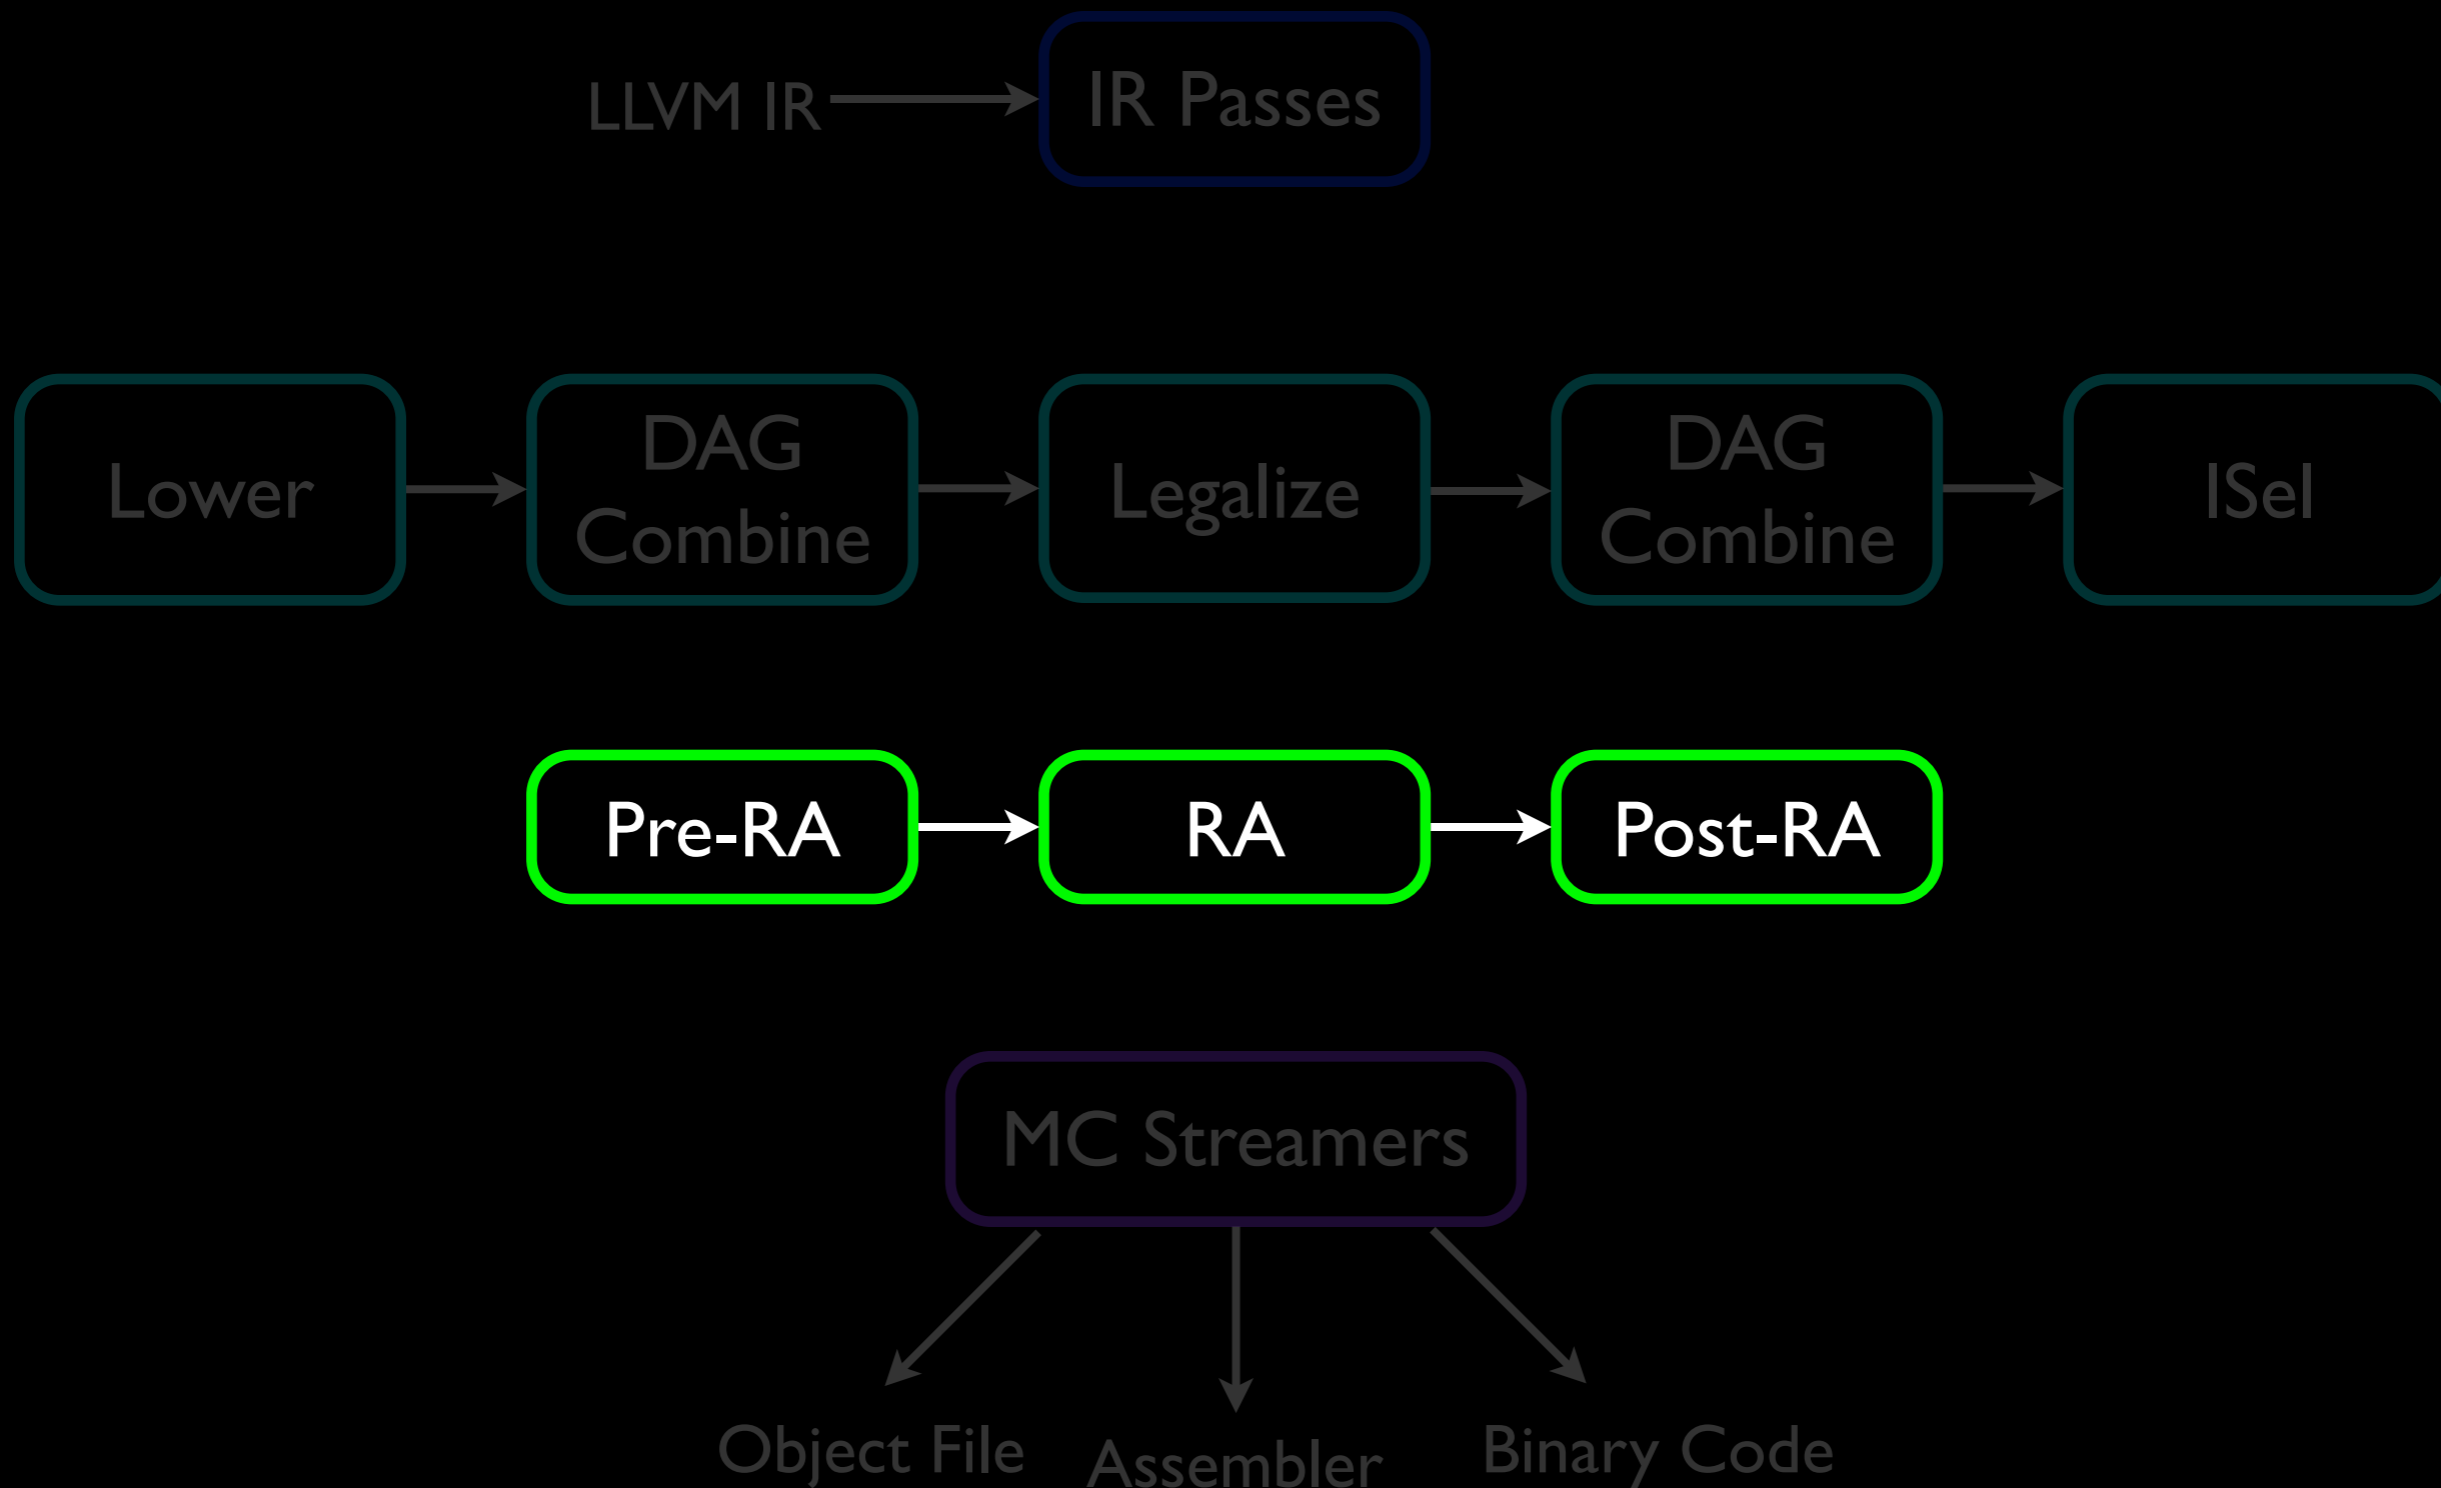 LLVM IR
IR Passes
Lower
DAG
Combine
Legalize
DAG
Combine
ISel
Pre-RA
RA
Post-RA
MC Streamers
Object File
Assembler
Binary Code